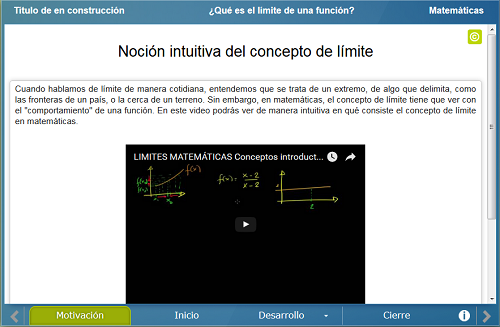 Titulo de en construcción ¿Qué es el limite de una función? Matemáticas
©
Noción intuitiva del concepto de límite
Cuando hablamos de límite de manera cotidiana, entendemos que se trata de un extremo, de algo que delimita, como
las fronteras de un país, o la cerca de un terreno. Sin embargo, en matemáticas, el concepto de límite tiene que ver con
el "comportamiento" de una función. En este video podrás ver de manera intuitiva en qué consiste el concepto de límite
en matemáticas.
LIMITES MATEMÁTICAS Conceptos introduct...
f(x)
f(x) = x-2
x-2
2
Motivación Inicio Desarrollo Cierre i